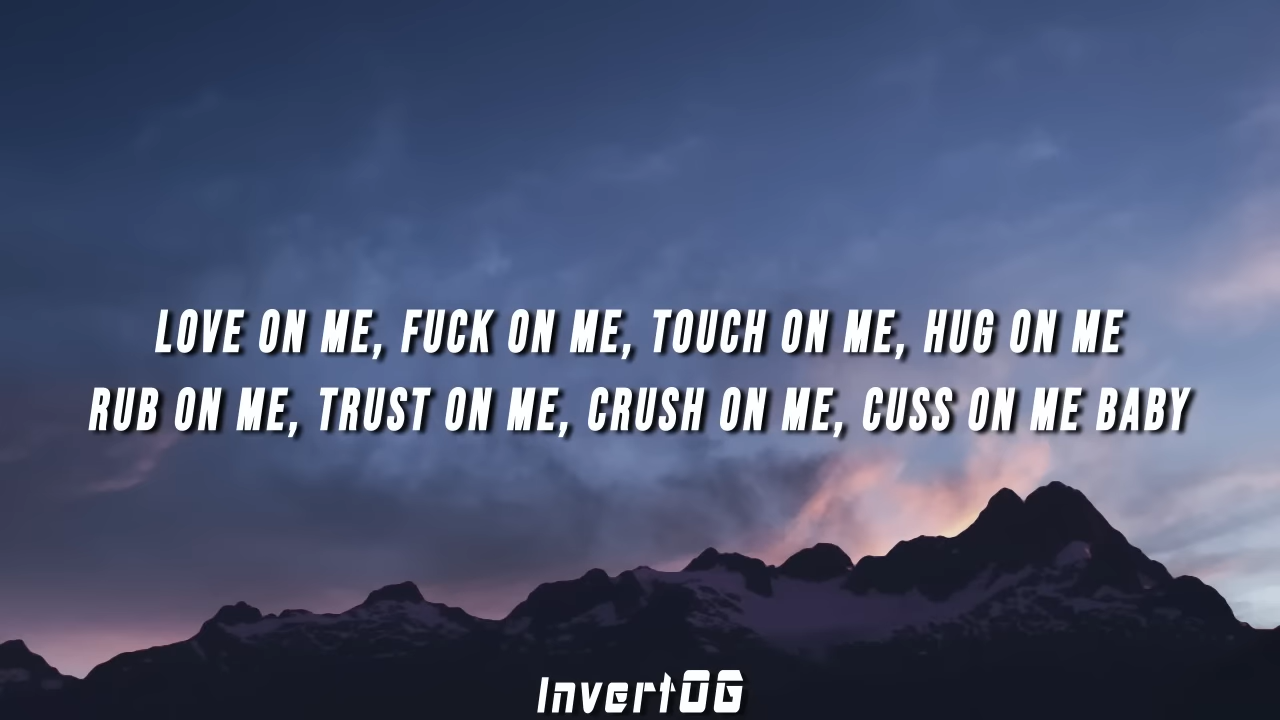 LOVE ON ME, FUCK ON ME, TOUCH ON ME, HUG ON ME
RUB ON ME, TRUST ON ME, CRUSH ON ME, CUSS ON ME BABY
InvertOG